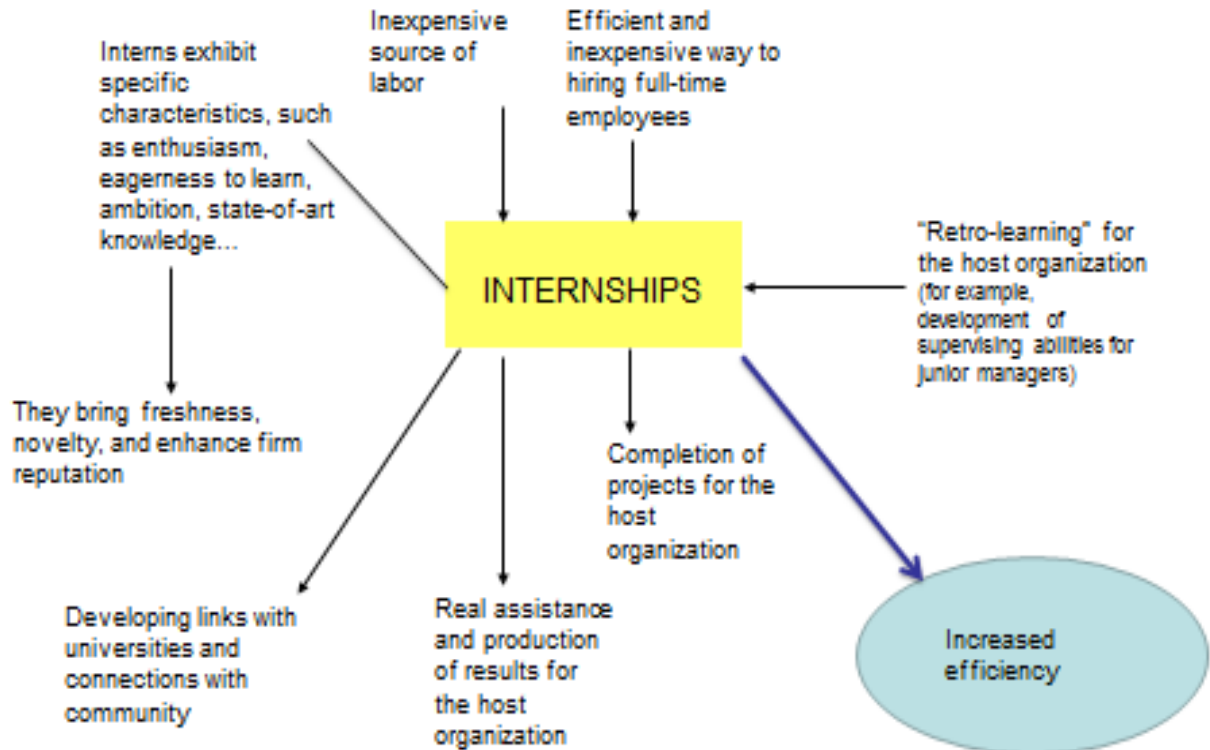 Interns exhibit
specific
characteristics, such
as enthusiasm,
eagerness to learn,
ambition, state-of-art
knowledge...
Inexpensive
source of
labor
Efficient and
inexpensive way to
hiring full-time
employees
INTERNSHIPS
"Retro-learning" for
the host organization
(for example,
development of
supervising abilities for
junior managers)
They bring freshness,
novelty, and enhance firm
reputation
Completion of
projects for the
host
organization
Developing links with
universities and
connections with
community
Real assistance
and production
of results for
the host
organization
Increased
efficiency